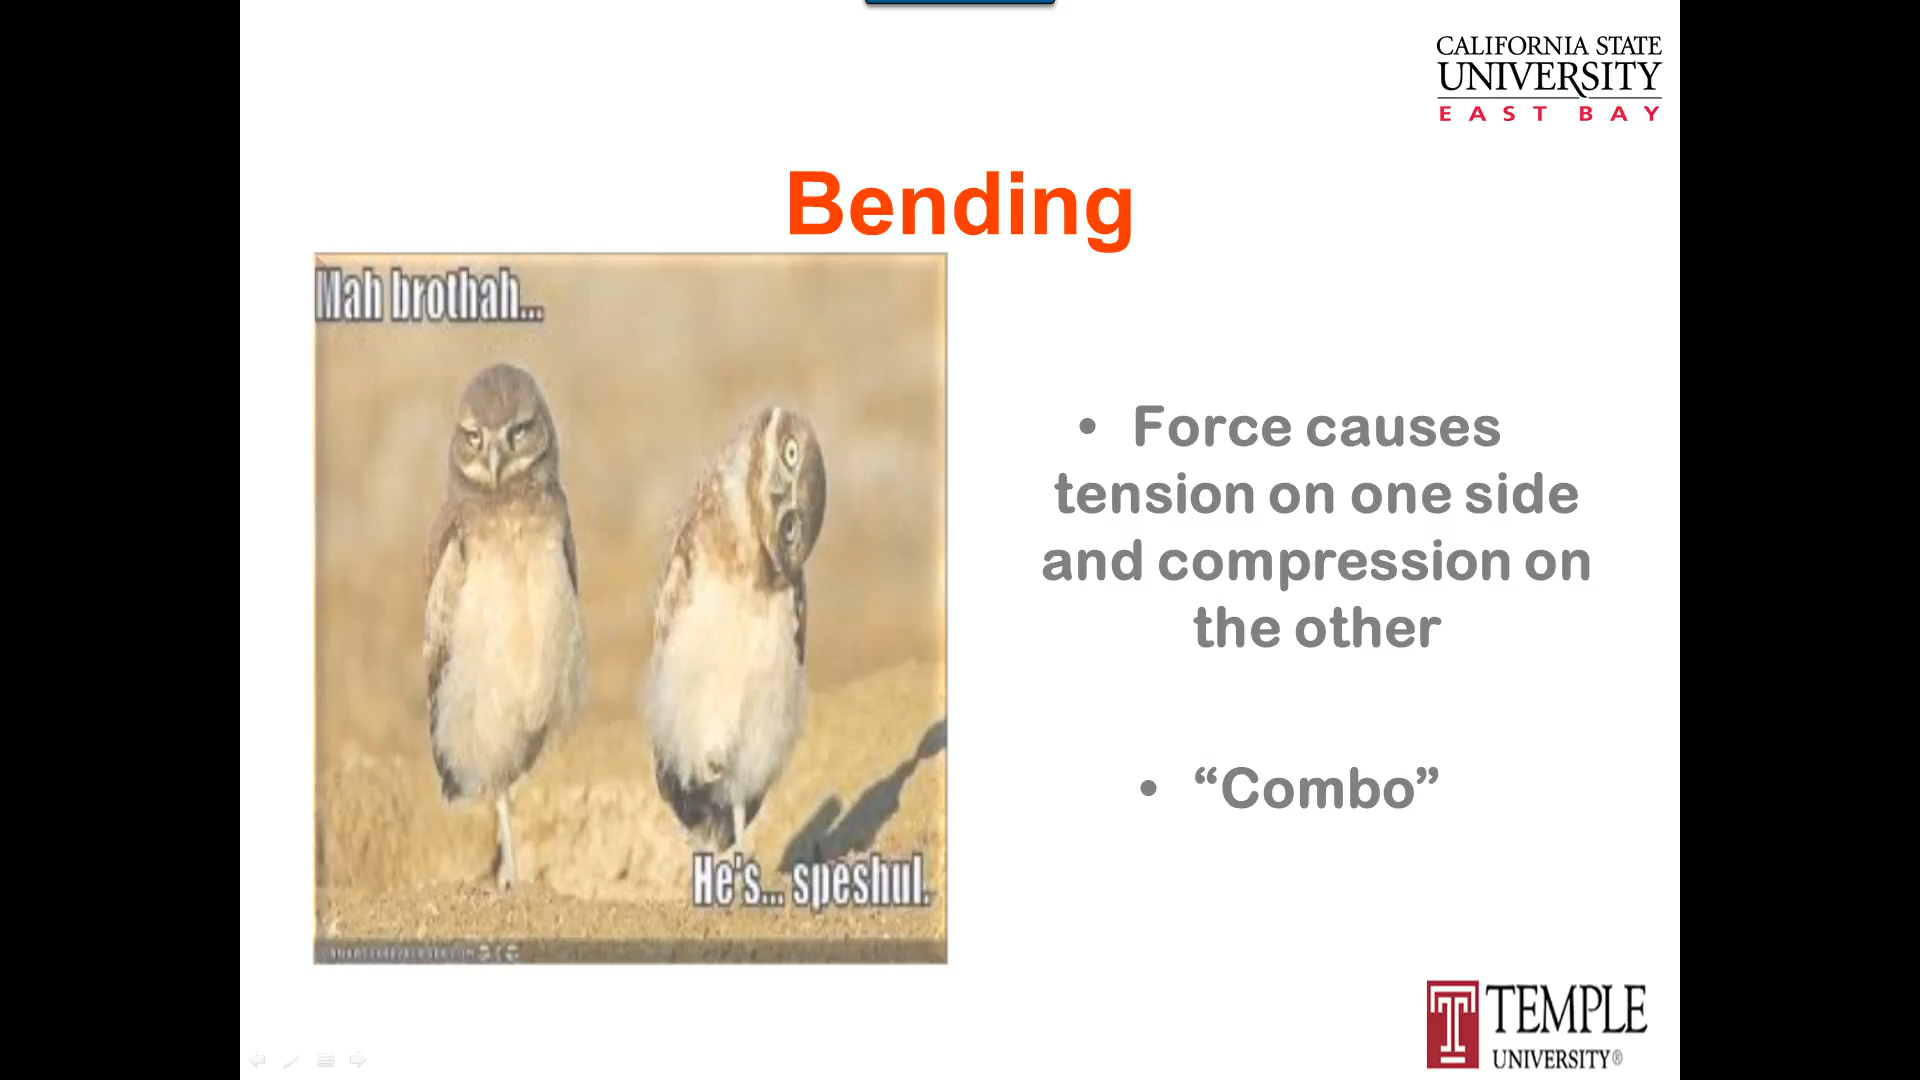 CALIFORNIA STATE
UNIVERSITY
EAST BAY
Bending
Mah brothah...
He's... speshul.
• Force causes
tension on one side
and compression on
the other
• “Combo”
TEMPLE
UNIVERSITY®